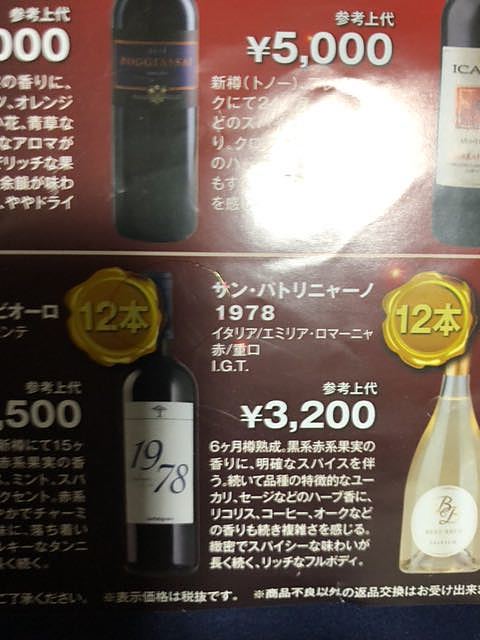 参考上代
000
の香りに、
ツ、オレンジ
い花、青草な
なアロマが
でリッチな果
余韻が味わ
、ややドライ
POGGIASSAI
参考上代
¥5,000
新樽(トノー)、
クにて2
どのス
り。クロ
のハ
もす
を感
ICA
ピオーロ
ンテ
12本
参考上代
,500
新樽にて15ヶ
赤系果実の香
ミント、スパ
クセント。赤系
やかでチャーミ
に、落ち着い
ーなタンニ
く続く。
1978
サン・パトリニャーノ
1978
イタリア/エミリア・ロマーニャ
赤/重口
I.G.T.
12本
参考上代
¥3,200
6ヶ月樽熟成。黒系赤系果実の
香りに、明確なスパイスを伴
う。続いて品種の特徴的なユー
カリ、セージなどのハーブ香に、
リコリス、コーヒー、オークなど
の香りも続き複雑さを感じる。
緻密でスパイシーな味わいが
長く続く、リッチなフルボディ。
ご了承ください。 ※表示価格は税抜です。 ※商品不良以外の返品交換はお受け出来ま